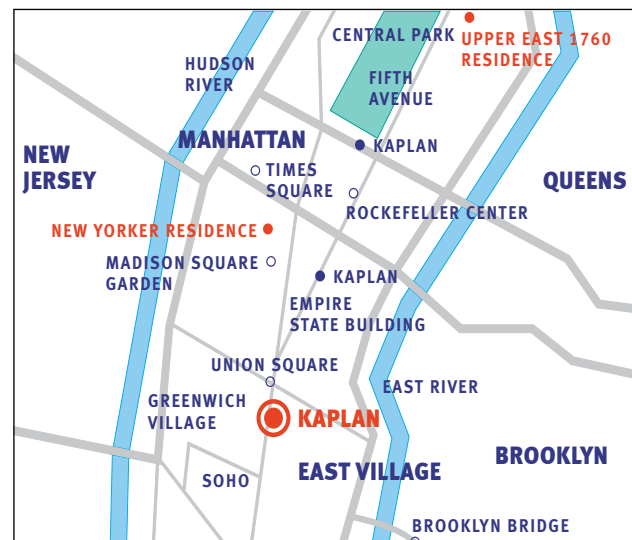 CENTRAL PARK
UPPER EAST 1760
RESIDENCE
HUDSON
RIVER
FIFTH
AVENUE
MANHATTAN
KAPLAN
NEW
JERSEY
TIMES
SQUARE
QUEENS
ROCKEFELLER CENTER
NEW YORKER RESIDENCE
MADISON SQUARE
GARDEN
KAPLAN
EMPIRE
STATE BUILDING
UNION SQUARE
EAST RIVER
GREENWICH
VILLAGE
KAPLAN
EAST VILLAGE
BROOKLYN
SOHO
BROOKLYN BRIDGE